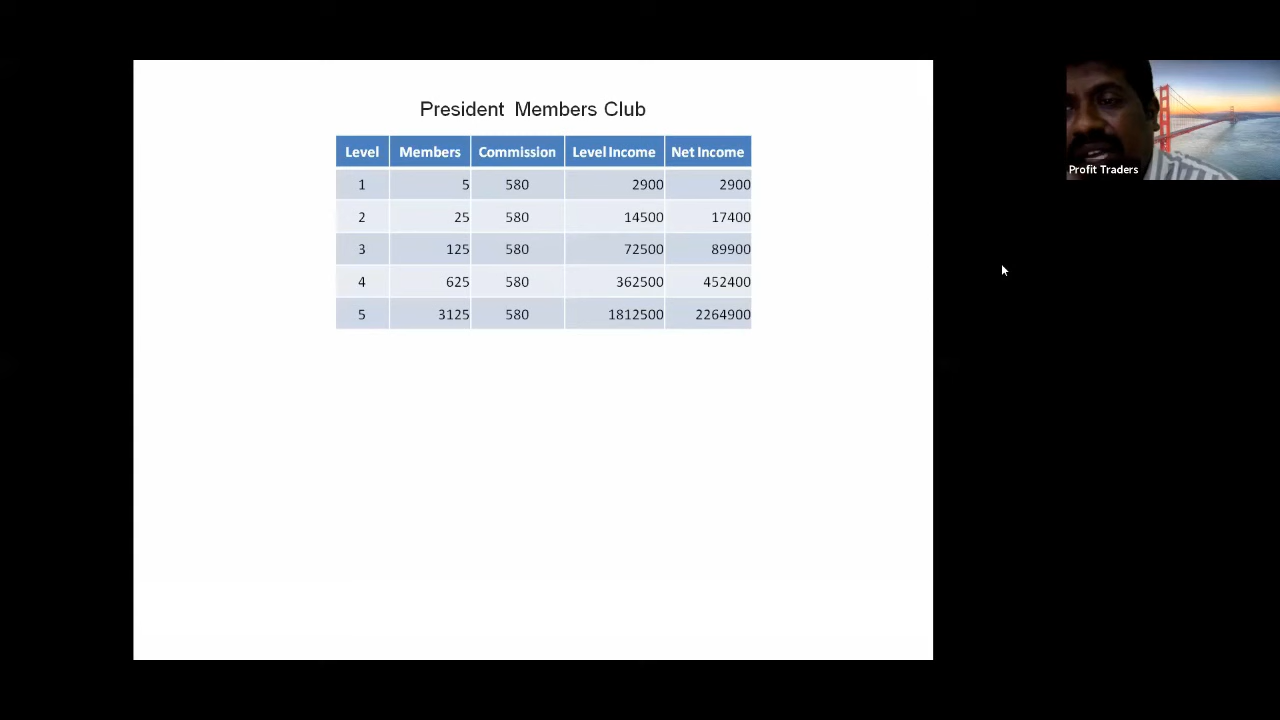 President Members Club
Level Members Commission Level Income Net Income
1 5 580 2900 2900
2 25 580 14500 17400
3 125 580 72500 89900
4 625 580 362500 452400
5 3125 580 1812500 2264900
Profit Traders